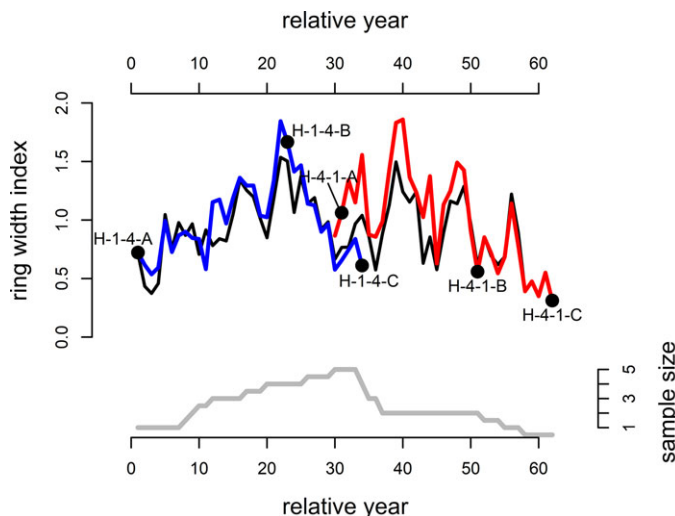 relative year
0 10 20 30 40 50 60
2.0
1.5
1.0
0.5
0.0
ring width index
H-1-4-A
H-1-4-B
H-4-1-A
H-1-4-C
H-4-1-B
H-4-1-C
5
3
1
sample size
0 10 20 30 40 50 60
relative year